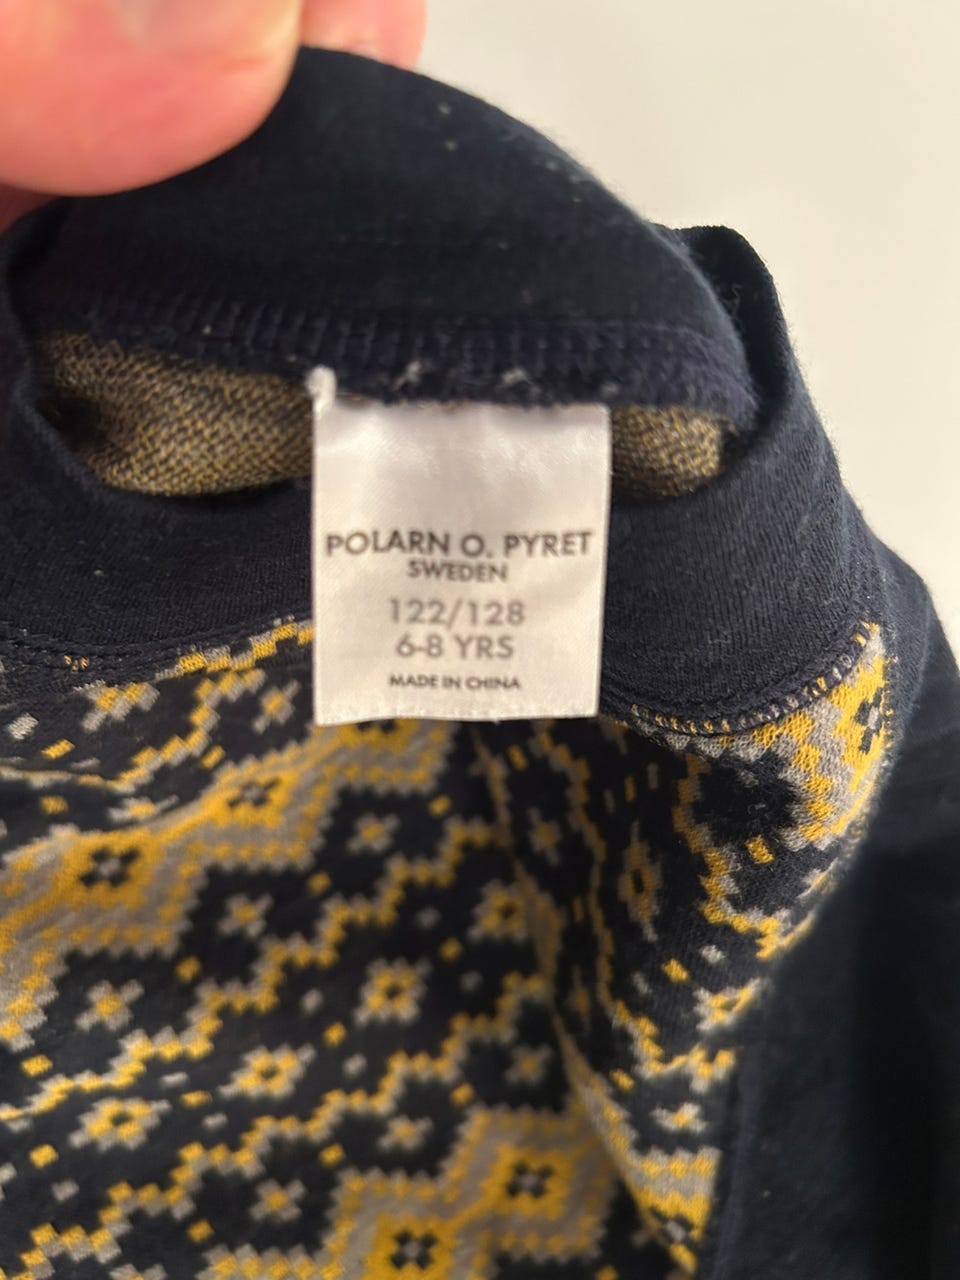 POLARN O. PYRET
SWEDEN
122/128
6-8 YRS
MADE IN CHINA